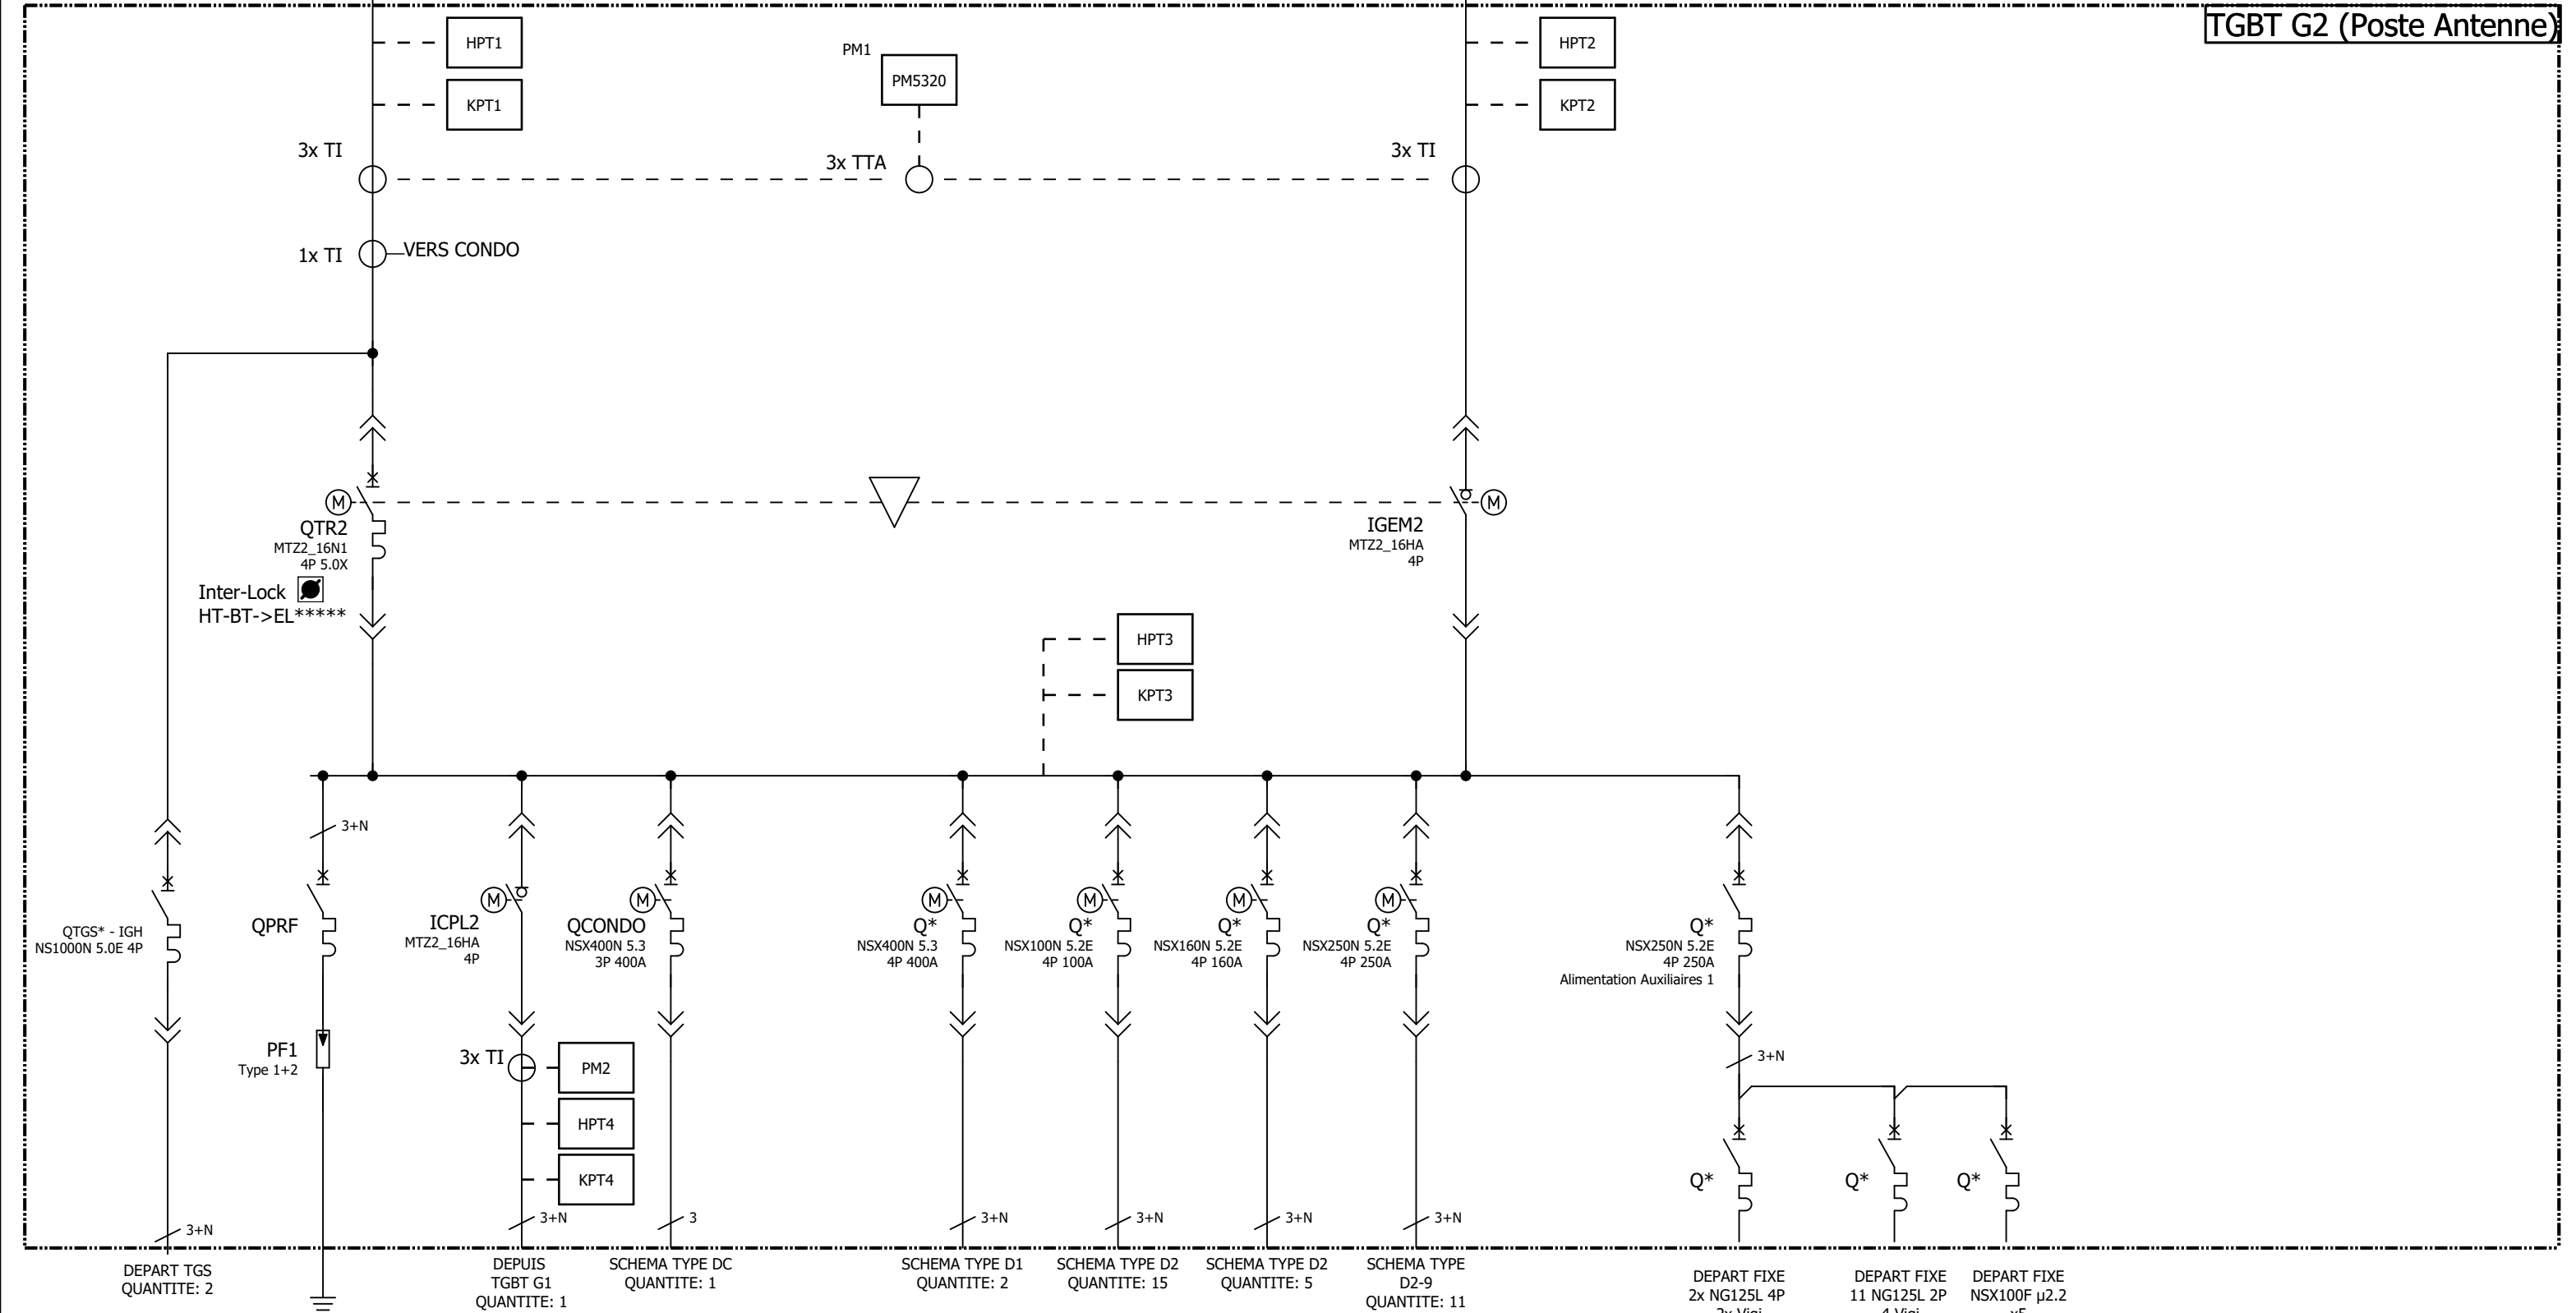 TGBT G2 (Poste Antenne)
HPT1
KPT1
PM1
PM5320
HPT2
KPT2
3x TI
3x TTA
3x TI
1x TI
VERS CONDO
M
QTR2
MTZ2_16N1
4P 5.0X
Inter-Lock
HT-BT->EL*****
M
IGEM2
MTZ2_16HA
4P
HPT3
KPT3
3+N
QTGS* - IGH
NS1000N 5.0E 4P
QPRF
M
ICPL2
MTZ2_16HA
4P
M
QCONDO
NSX400N 5.3
3P 400A
M
Q*
NSX400N 5.3
4P 400A
M
Q*
NSX100N 5.2E
4P 100A
M
Q*
NSX160N 5.2E
4P 160A
M
Q*
NSX250N 5.2E
4P 250A
Q*
NSX250N 5.2E
4P 250A
Alimentation Auxiliaires 1
PF1
Type 1+2
3x TI
PM2
HPT4
KPT4
3+N
Q*
Q*
Q*
3+N
3+N
3
3+N
3+N
3+N
3+N
DEPART TGS
QUANTITE: 2
DEPUIS
TGBT G1
QUANTITE: 1
SCHEMA TYPE DC
QUANTITE: 1
SCHEMA TYPE D1
QUANTITE: 2
SCHEMA TYPE D2
QUANTITE: 15
SCHEMA TYPE D2
QUANTITE: 5
SCHEMA TYPE
D2-9
QUANTITE: 11
DEPART FIXE
2x NG125L 4P
DEPART FIXE
11 NG125L 2P
4 Vigi
DEPART FIXE
NSX100F µ2.2